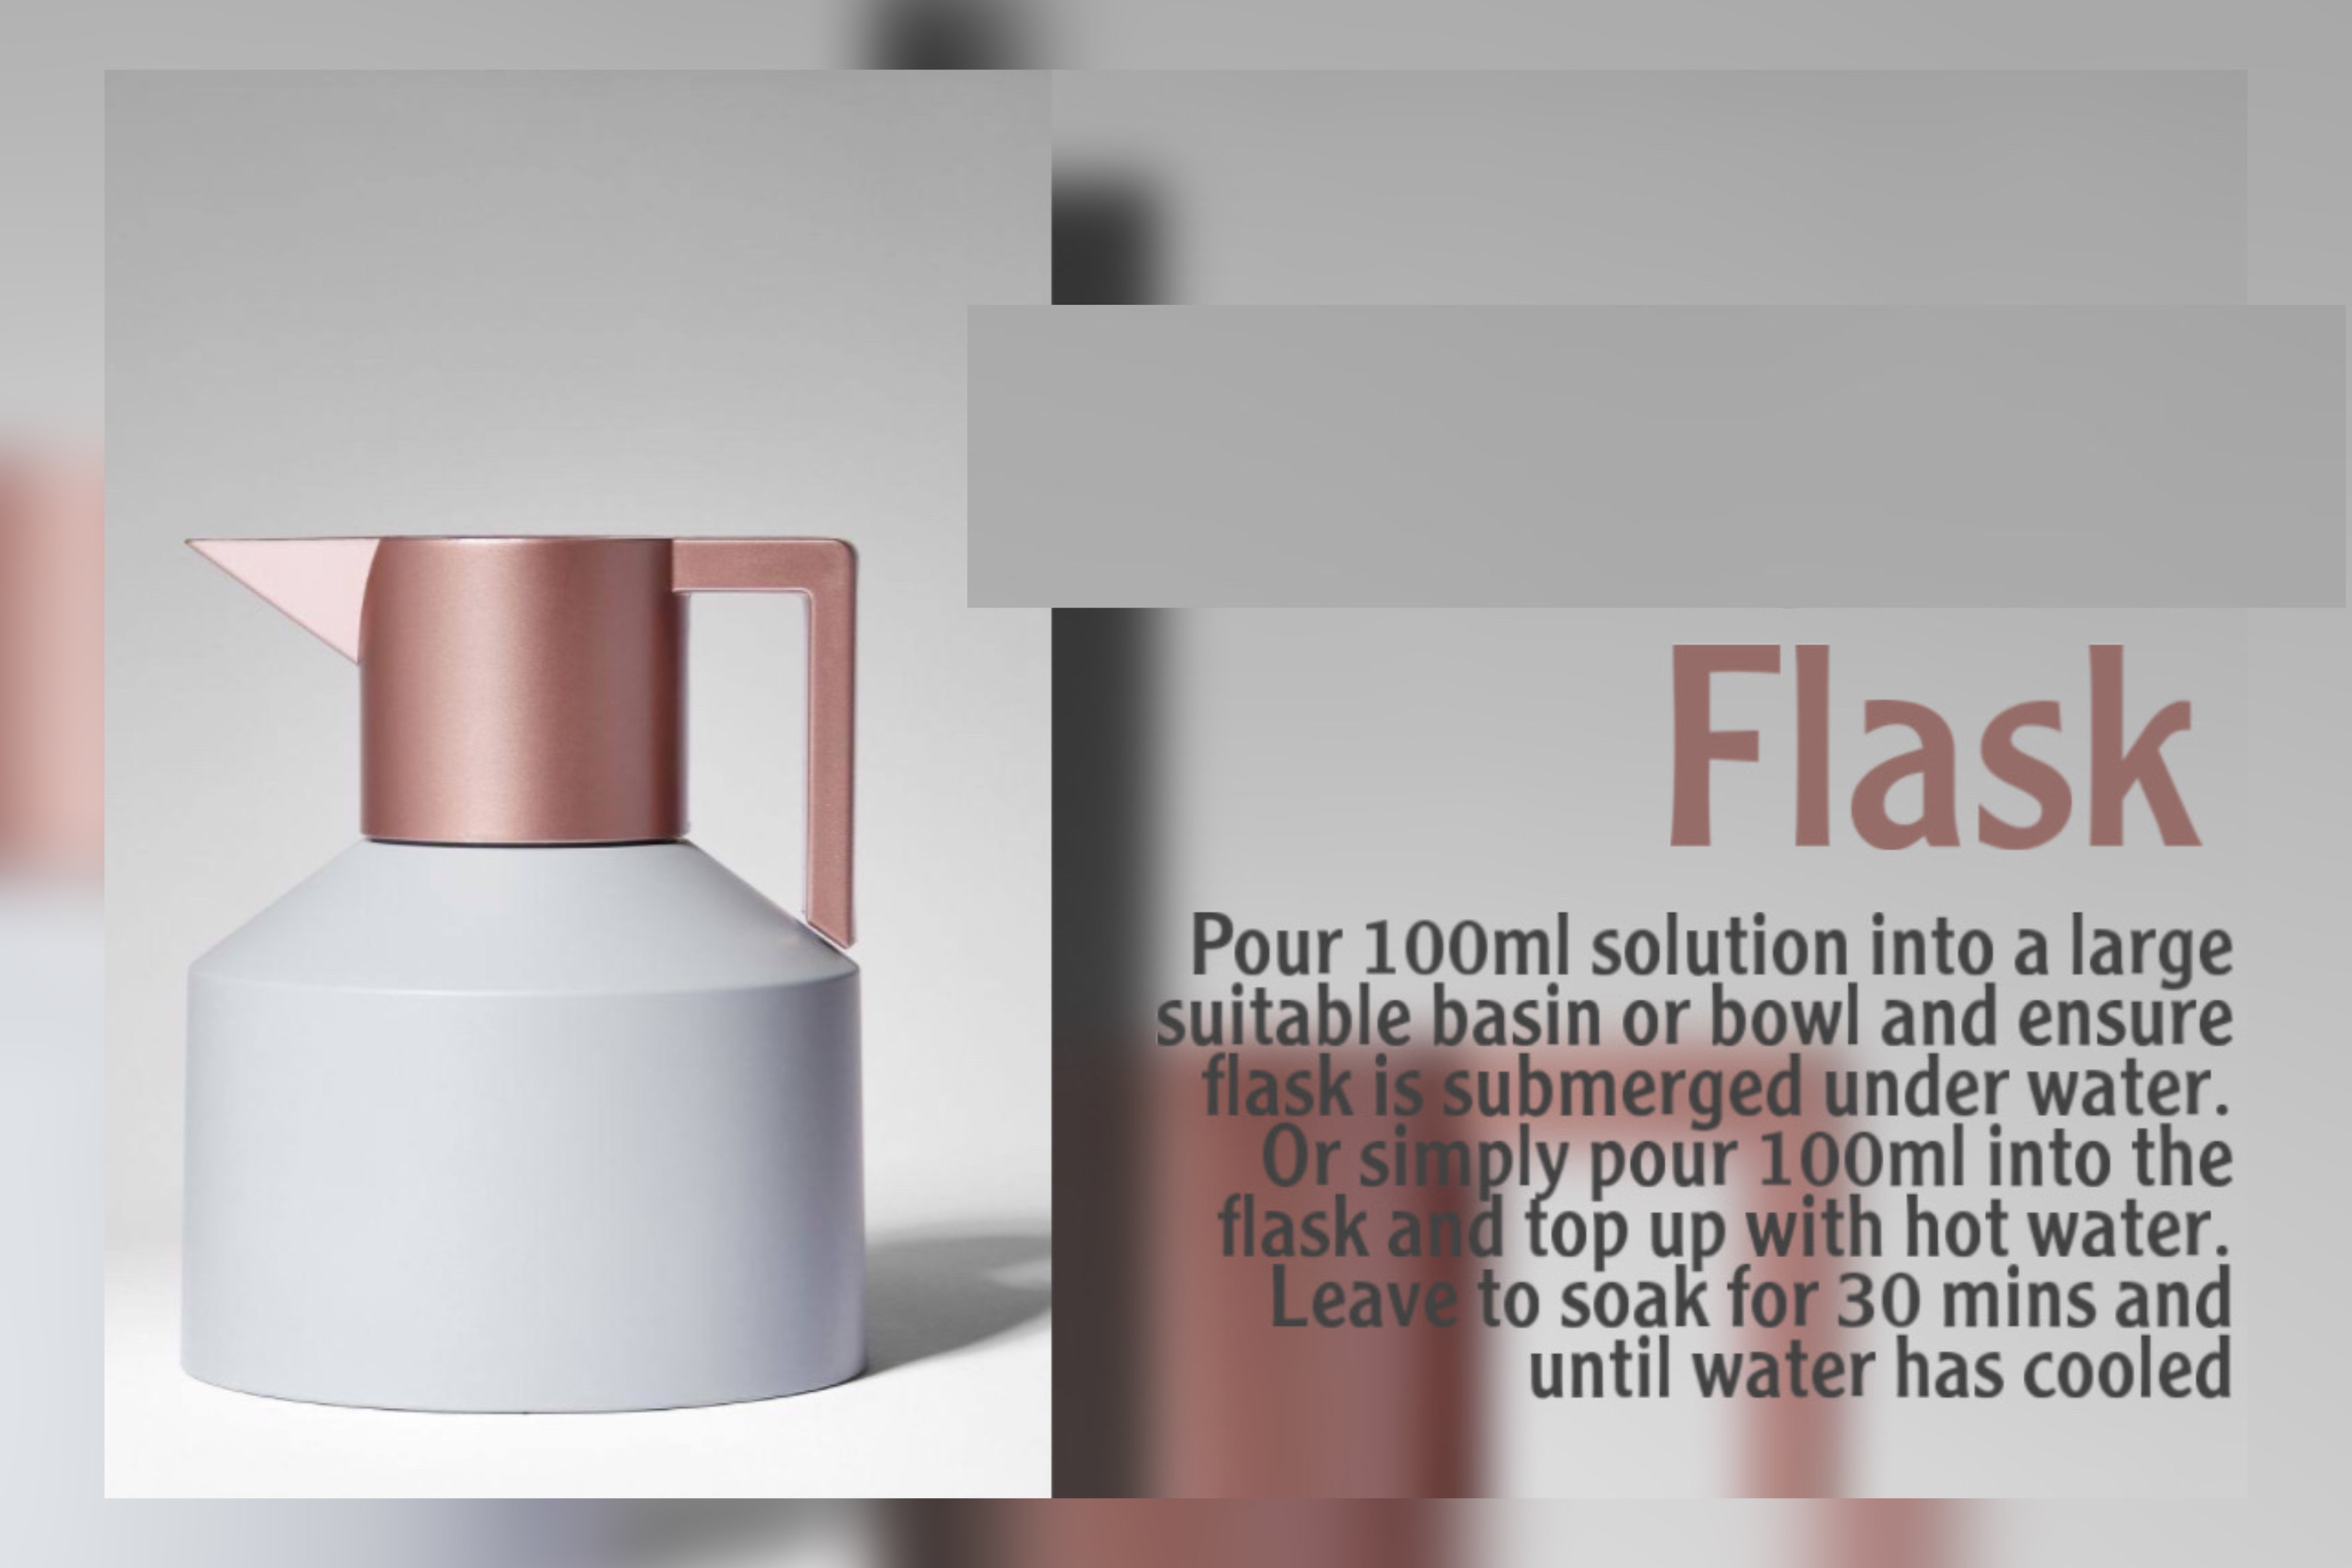 Flask
Pour 100ml solution into a large
suitable basin or bowl and ensure
flask is submerged under water.
Or simply pour 100ml into the
flask and top up with hot water.
Leave to soak for 30 mins and
until water has cooled